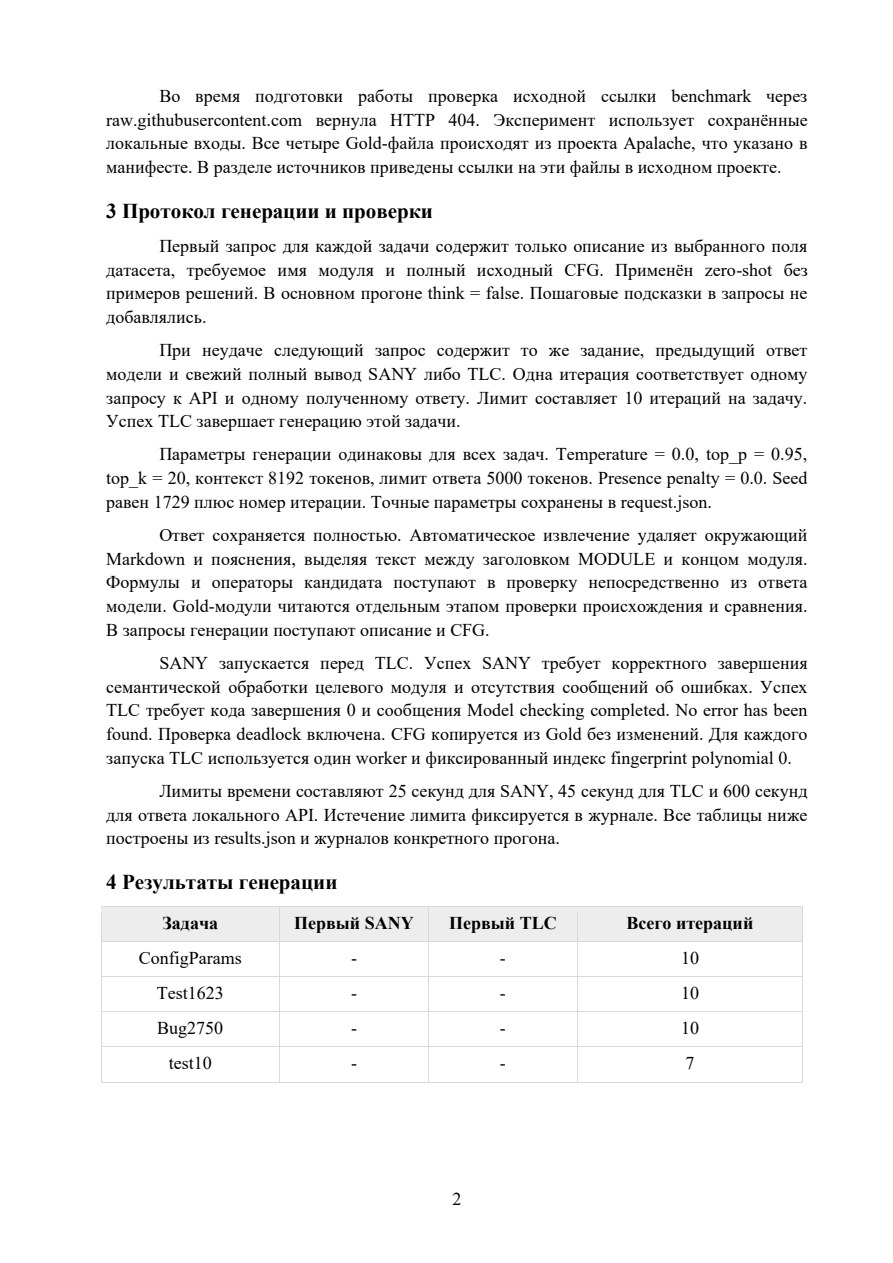 Во время подготовки работы проверка исходной ссылки benchmark через
raw.githubusercontent.com вернула HTTP 404. Эксперимент использует сохранённые
локальные входы. Все четыре Gold-файла происходят из проекта Apalache, что указано в
манифесте. В разделе источников приведены ссылки на эти файлы в исходном проекте.
3 Протокол генерации и проверки
Первый запрос для каждой задачи содержит только описание из выбранного поля
датасета, требуемое имя модуля и полный исходный CFG. Применён zero-shot без
примеров решений. В основном прогоне think = false. Пошаговые подсказки в запросы не
добавлялись.
При неудаче следующий запрос содержит то же задание, предыдущий ответ
модели и свежий полный вывод SANY либо TLC. Одна итерация соответствует одному
запросу к API и одному полученному ответу. Лимит составляет 10 итераций на задачу.
Успех TLC завершает генерацию этой задачи.
Параметры генерации одинаковы для всех задач. Temperature = 0.0, top_p = 0.95,
top_k = 20, контекст 8192 токенов, лимит ответа 5000 токенов. Presence penalty = 0.0. Seed
равен 1729 плюс номер итерации. Точные параметры сохранены в request.json.
Ответ сохраняется полностью. Автоматическое извлечение удаляет окружающий
Markdown и пояснения, выделяя текст между заголовком MODULE и концом модуля.
Формулы и операторы кандидата поступают в проверку непосредственно из ответа
модели. Gold-модули читаются отдельным этапом проверки происхождения и сравнения.
В запросы генерации поступают описание и CFG.
SANY запускается перед TLC. Успех SANY требует корректного завершения
семантической обработки целевого модуля и отсутствия сообщений об ошибках. Успех
TLC требует кода завершения 0 и сообщения Model checking completed. No error has been
found. Проверка deadlock включена. CFG копируется из Gold без изменений. Для каждого
запуска TLC используется один worker и фиксированный индекс fingerprint polynomial 0.
Лимиты времени составляют 25 секунд для SANY, 45 секунд для TLC и 600 секунд
для ответа локального API. Истечение лимита фиксируется в журнале. Все таблицы ниже
построены из results.json и журналов конкретного прогона.
4 Результаты генерации
Задача Первый SANY Первый TLC Всего итераций
ConfigParams - - 10
Test1623 - - 10
Bug2750 - - 10
test10 - - 7
2